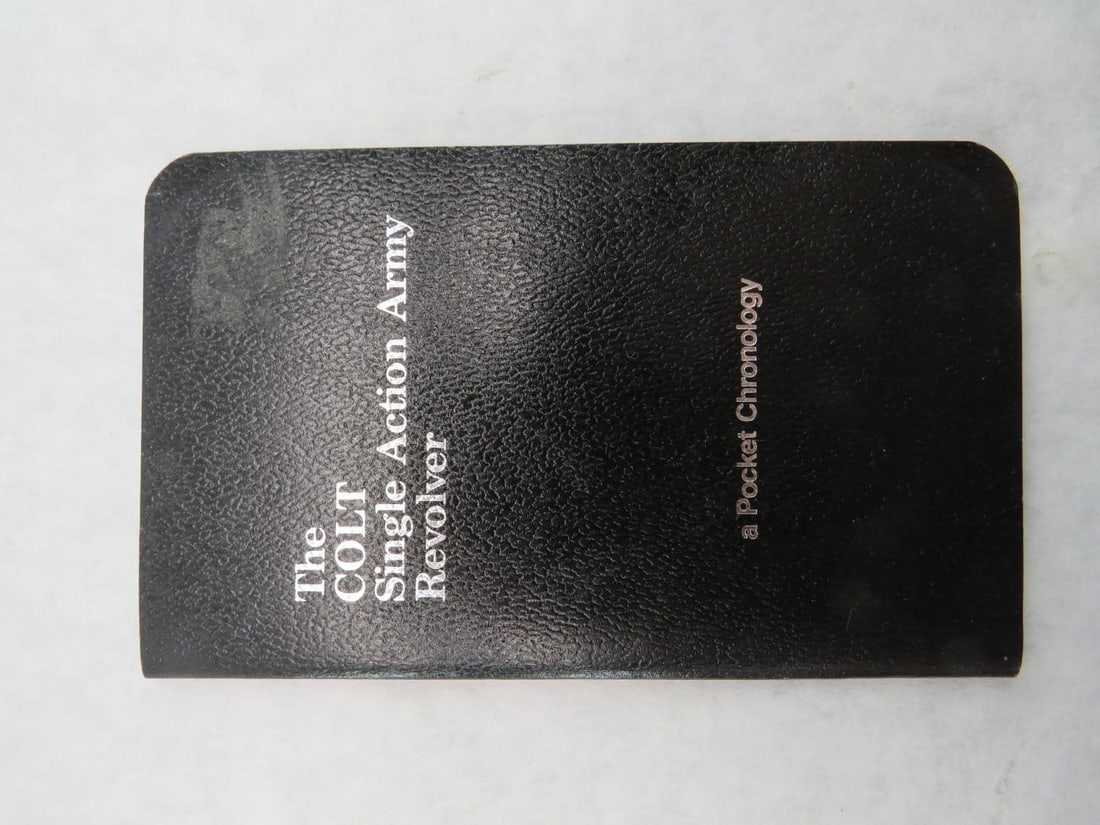 The
COLT
Single Action Army
Revolver
a Pocket Chronology